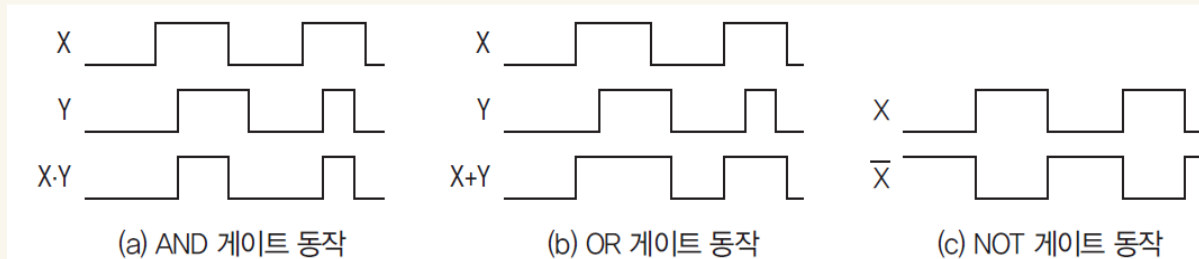 X
Y
X·Y
(a) AND 게이트 동작
X
Y
X+Y
(b) OR 게이트 동작
X
X̅
(c) NOT 게이트 동작